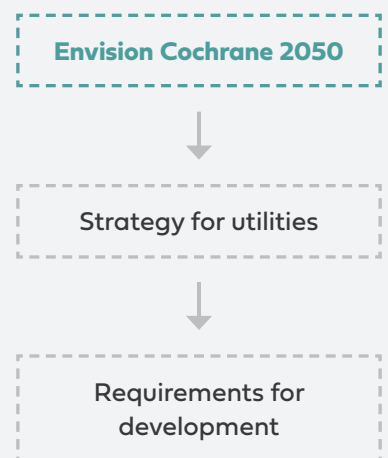 Envision Cochrane 2050
Strategy for utilities
Requirements for
development